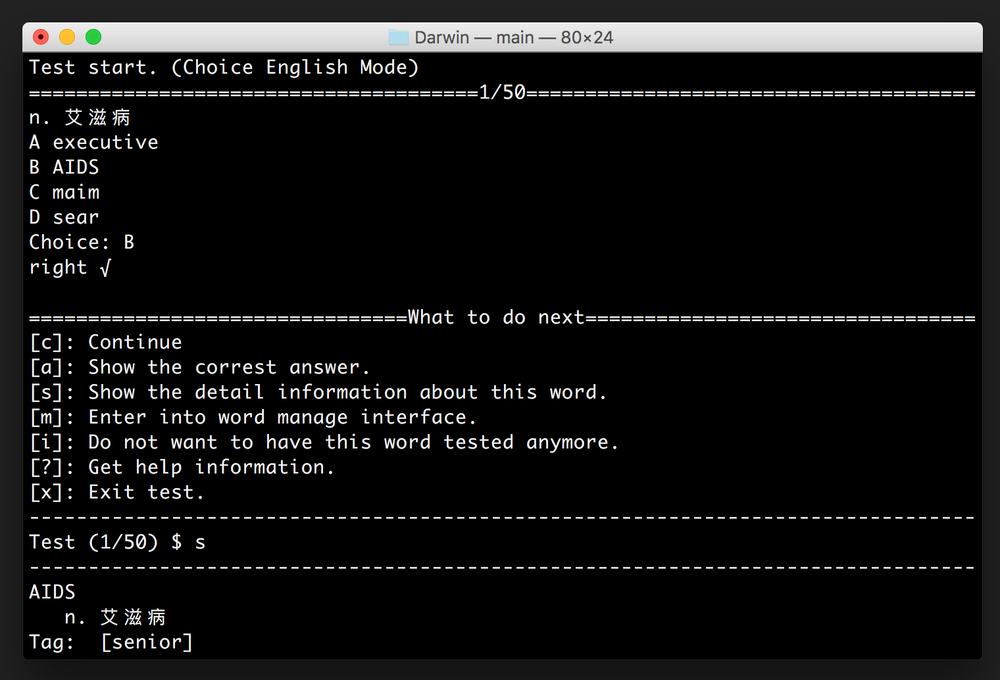 Darwin — main — 80×24
Test start. (Choice English Mode)
======================================1/50======================================
n. 艾滋病
A executive
B AIDS
C maim
D sear
Choice: B
right √
================================What to do next=================================
[c]: Continue
[a]: Show the correst answer.
[s]: Show the detail information about this word.
[m]: Enter into word manage interface.
[i]: Do not want to have this word tested anymore.
[?]: Get help information.
[x]: Exit test.
--------------------------------------------------------------------------------
Test (1/50) $ s
--------------------------------------------------------------------------------
AIDS
n. 艾滋病
Tag: [senior]